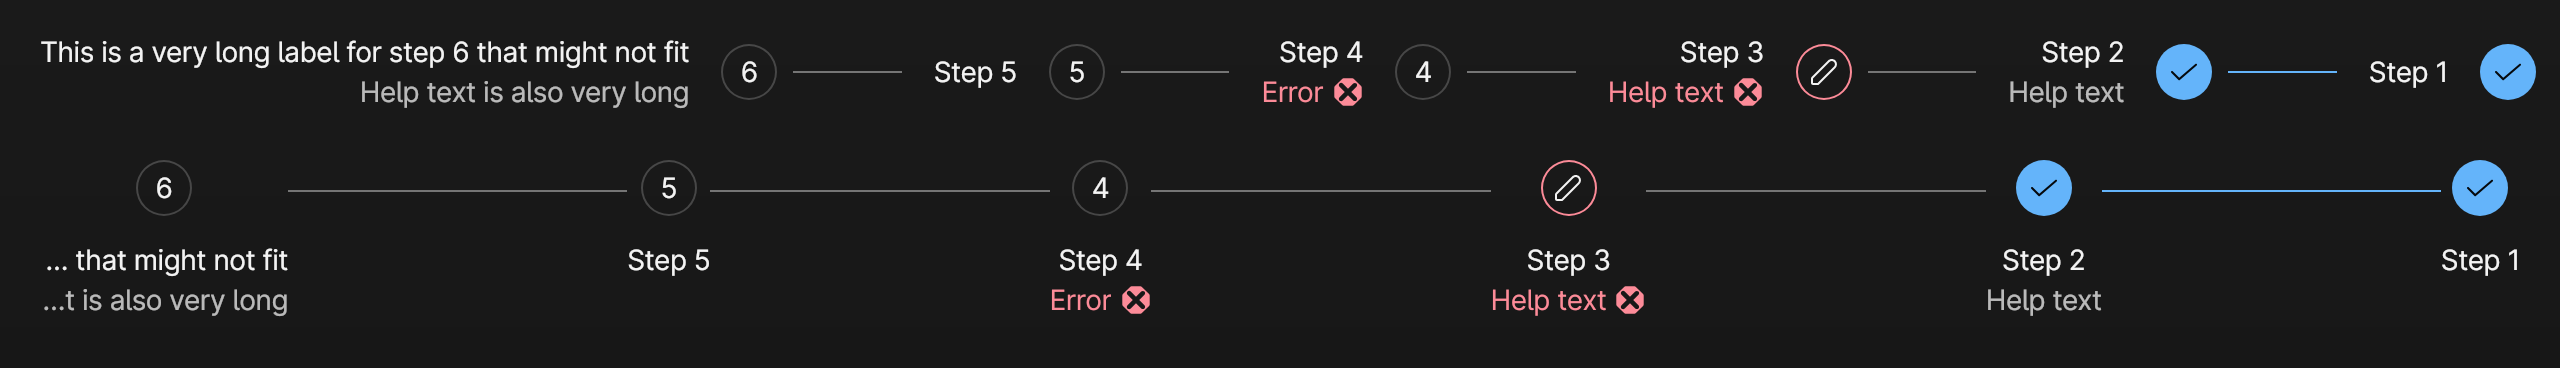 This is a very long label for step 6 that might not fit
Help text is also very long
6
Step 5
5
Step 4
Error
4
Step 3
Help text
Step 2
Help text
Step 1
6
... that might not fit
...t is also very long
5
Step 5
4
Step 4
Error
Step 3
Help text
Step 2
Help text
Step 1